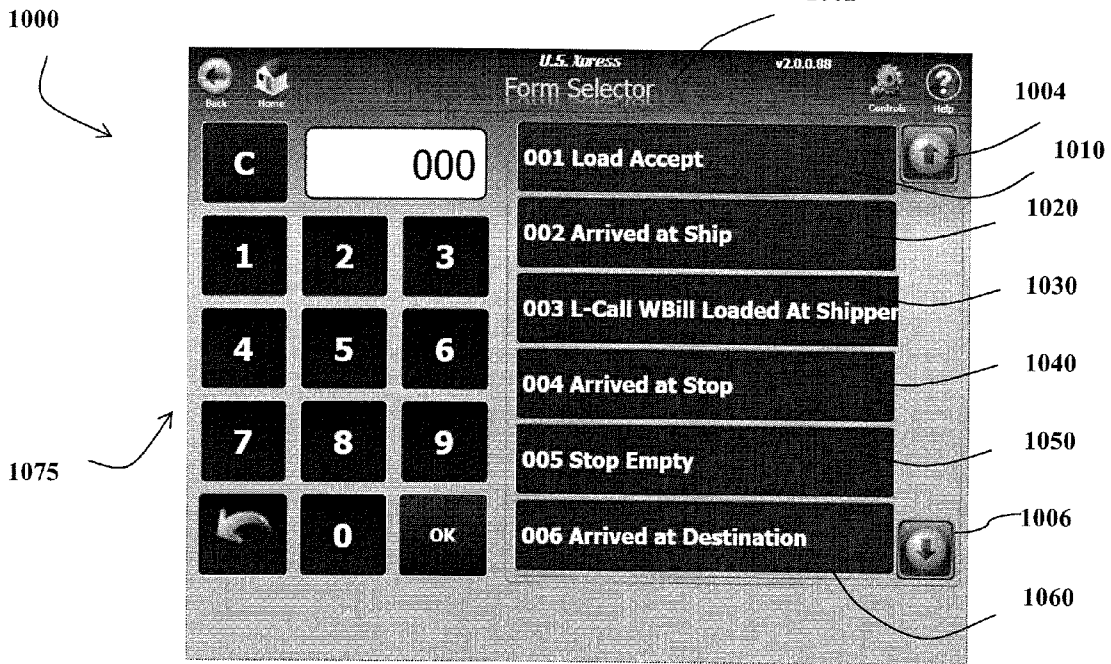 1000
U.S. Xpress
v2.0.0.88
Form Selector
Back
Home
Controls
Help
1004
1010
1020
1030
1040
1050
1006
1060
1075
C
000
1 2 3
4 5 6
7 8 9
0 OK
001 Load Accept
002 Arrived at Ship
003 L-Call WBill Loaded At Shipper
004 Arrived at Stop
005 Stop Empty
006 Arrived at Destination